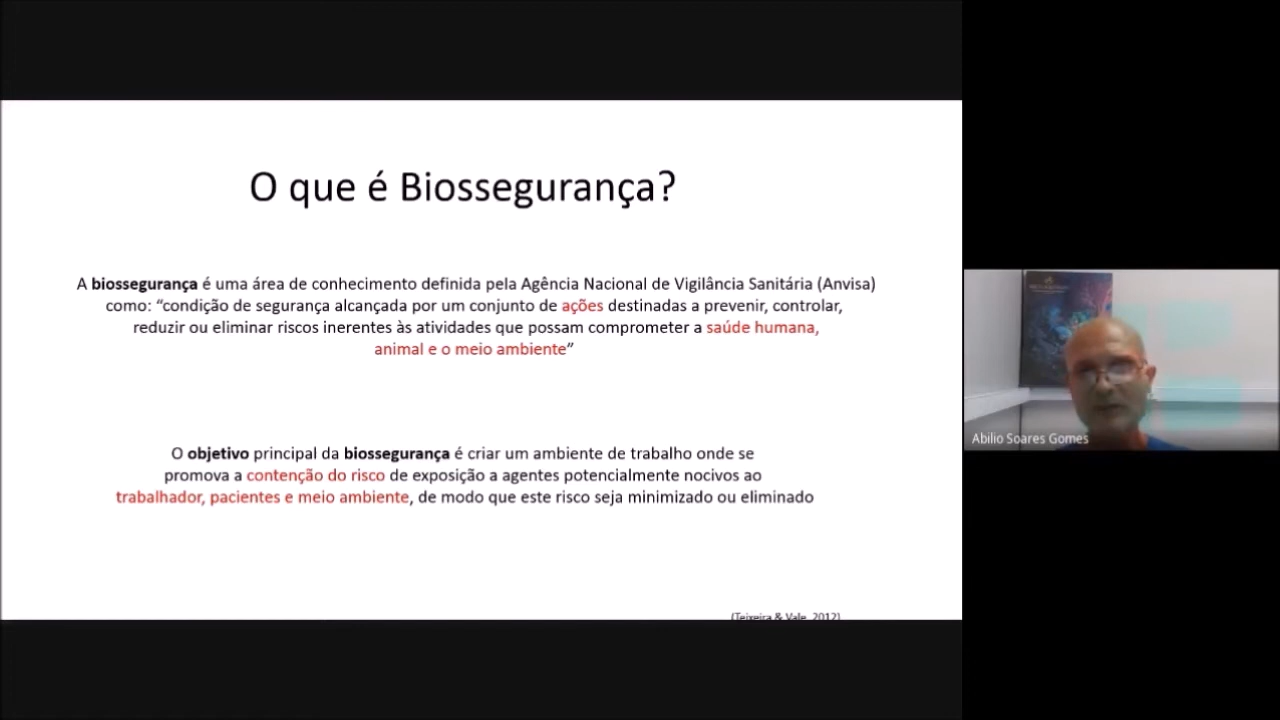 O que é Biossegurança?
A biossegurança é uma área de conhecimento definida pela Agência Nacional de Vigilância Sanitária (Anvisa)
como: “condição de segurança alcançada por um conjunto de ações destinadas a prevenir, controlar,
reduzir ou eliminar riscos inerentes às atividades que possam comprometer a saúde humana,
animal e o meio ambiente”
O objetivo principal da biossegurança é criar um ambiente de trabalho onde se
promova a contenção do risco de exposição a agentes potencialmente nocivos ao
trabalhador, pacientes e meio ambiente, de modo que este risco seja minimizado ou eliminado
(Teixeira & Vale, 2012)
Abilio Soares Gomes